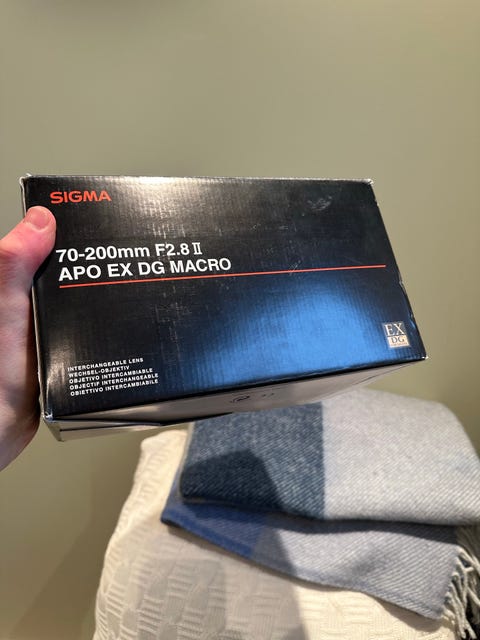 SIGMA
70-200mm F2.8 II
APO EX DG MACRO
INTERCHANGEABLE LENS
WECHSEL-OBJEKTIV
OBJETIVO INTERCAMBIABLE
OBJECTIF INTERCHANGEABLE
OBIETTIVO INTERCAMBIABILE
EX
DG